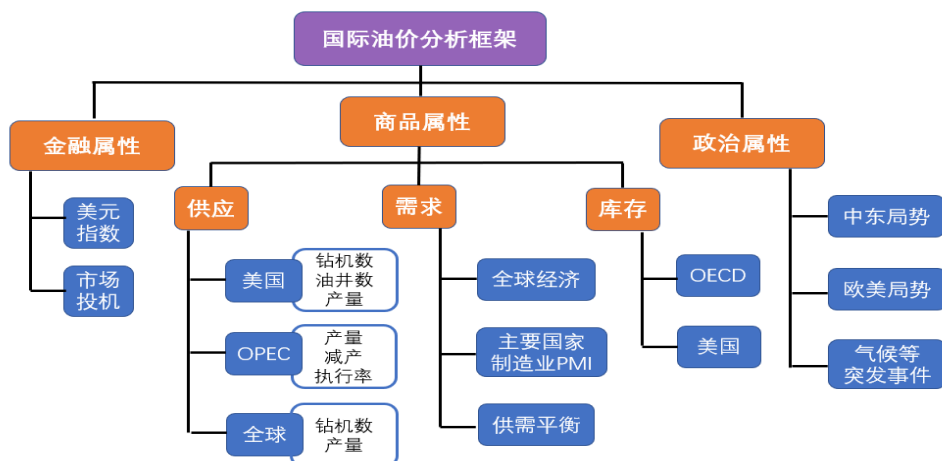 国际油价分析框架
金融属性
商品属性
政治属性
美元
指数
市场
投机
供应
需求
库存
美国
钻机数
油井数
产量
OPEC
产量
减产
执行率
全球
钻机数
产量
全球经济
主要国家
制造业PMI
供需平衡
OECD
美国
中东局势
欧美局势
气候等
突发事件